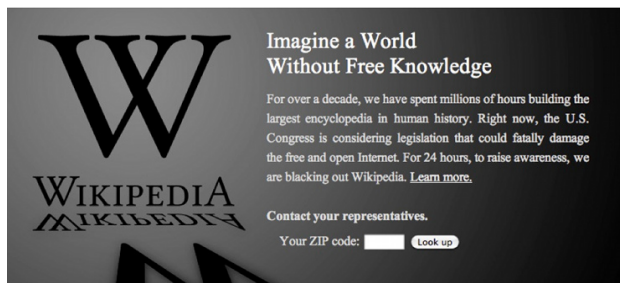 W
WIKIPEDIA
Imagine a World
Without Free Knowledge
For over a decade, we have spent millions of hours building the
largest encyclopedia in human history. Right now, the U.S.
Congress is considering legislation that could fatally damage
the free and open Internet. For 24 hours, to raise awareness, we
are blacking out Wikipedia. Learn more.
Contact your representatives.
Your ZIP code: Look up